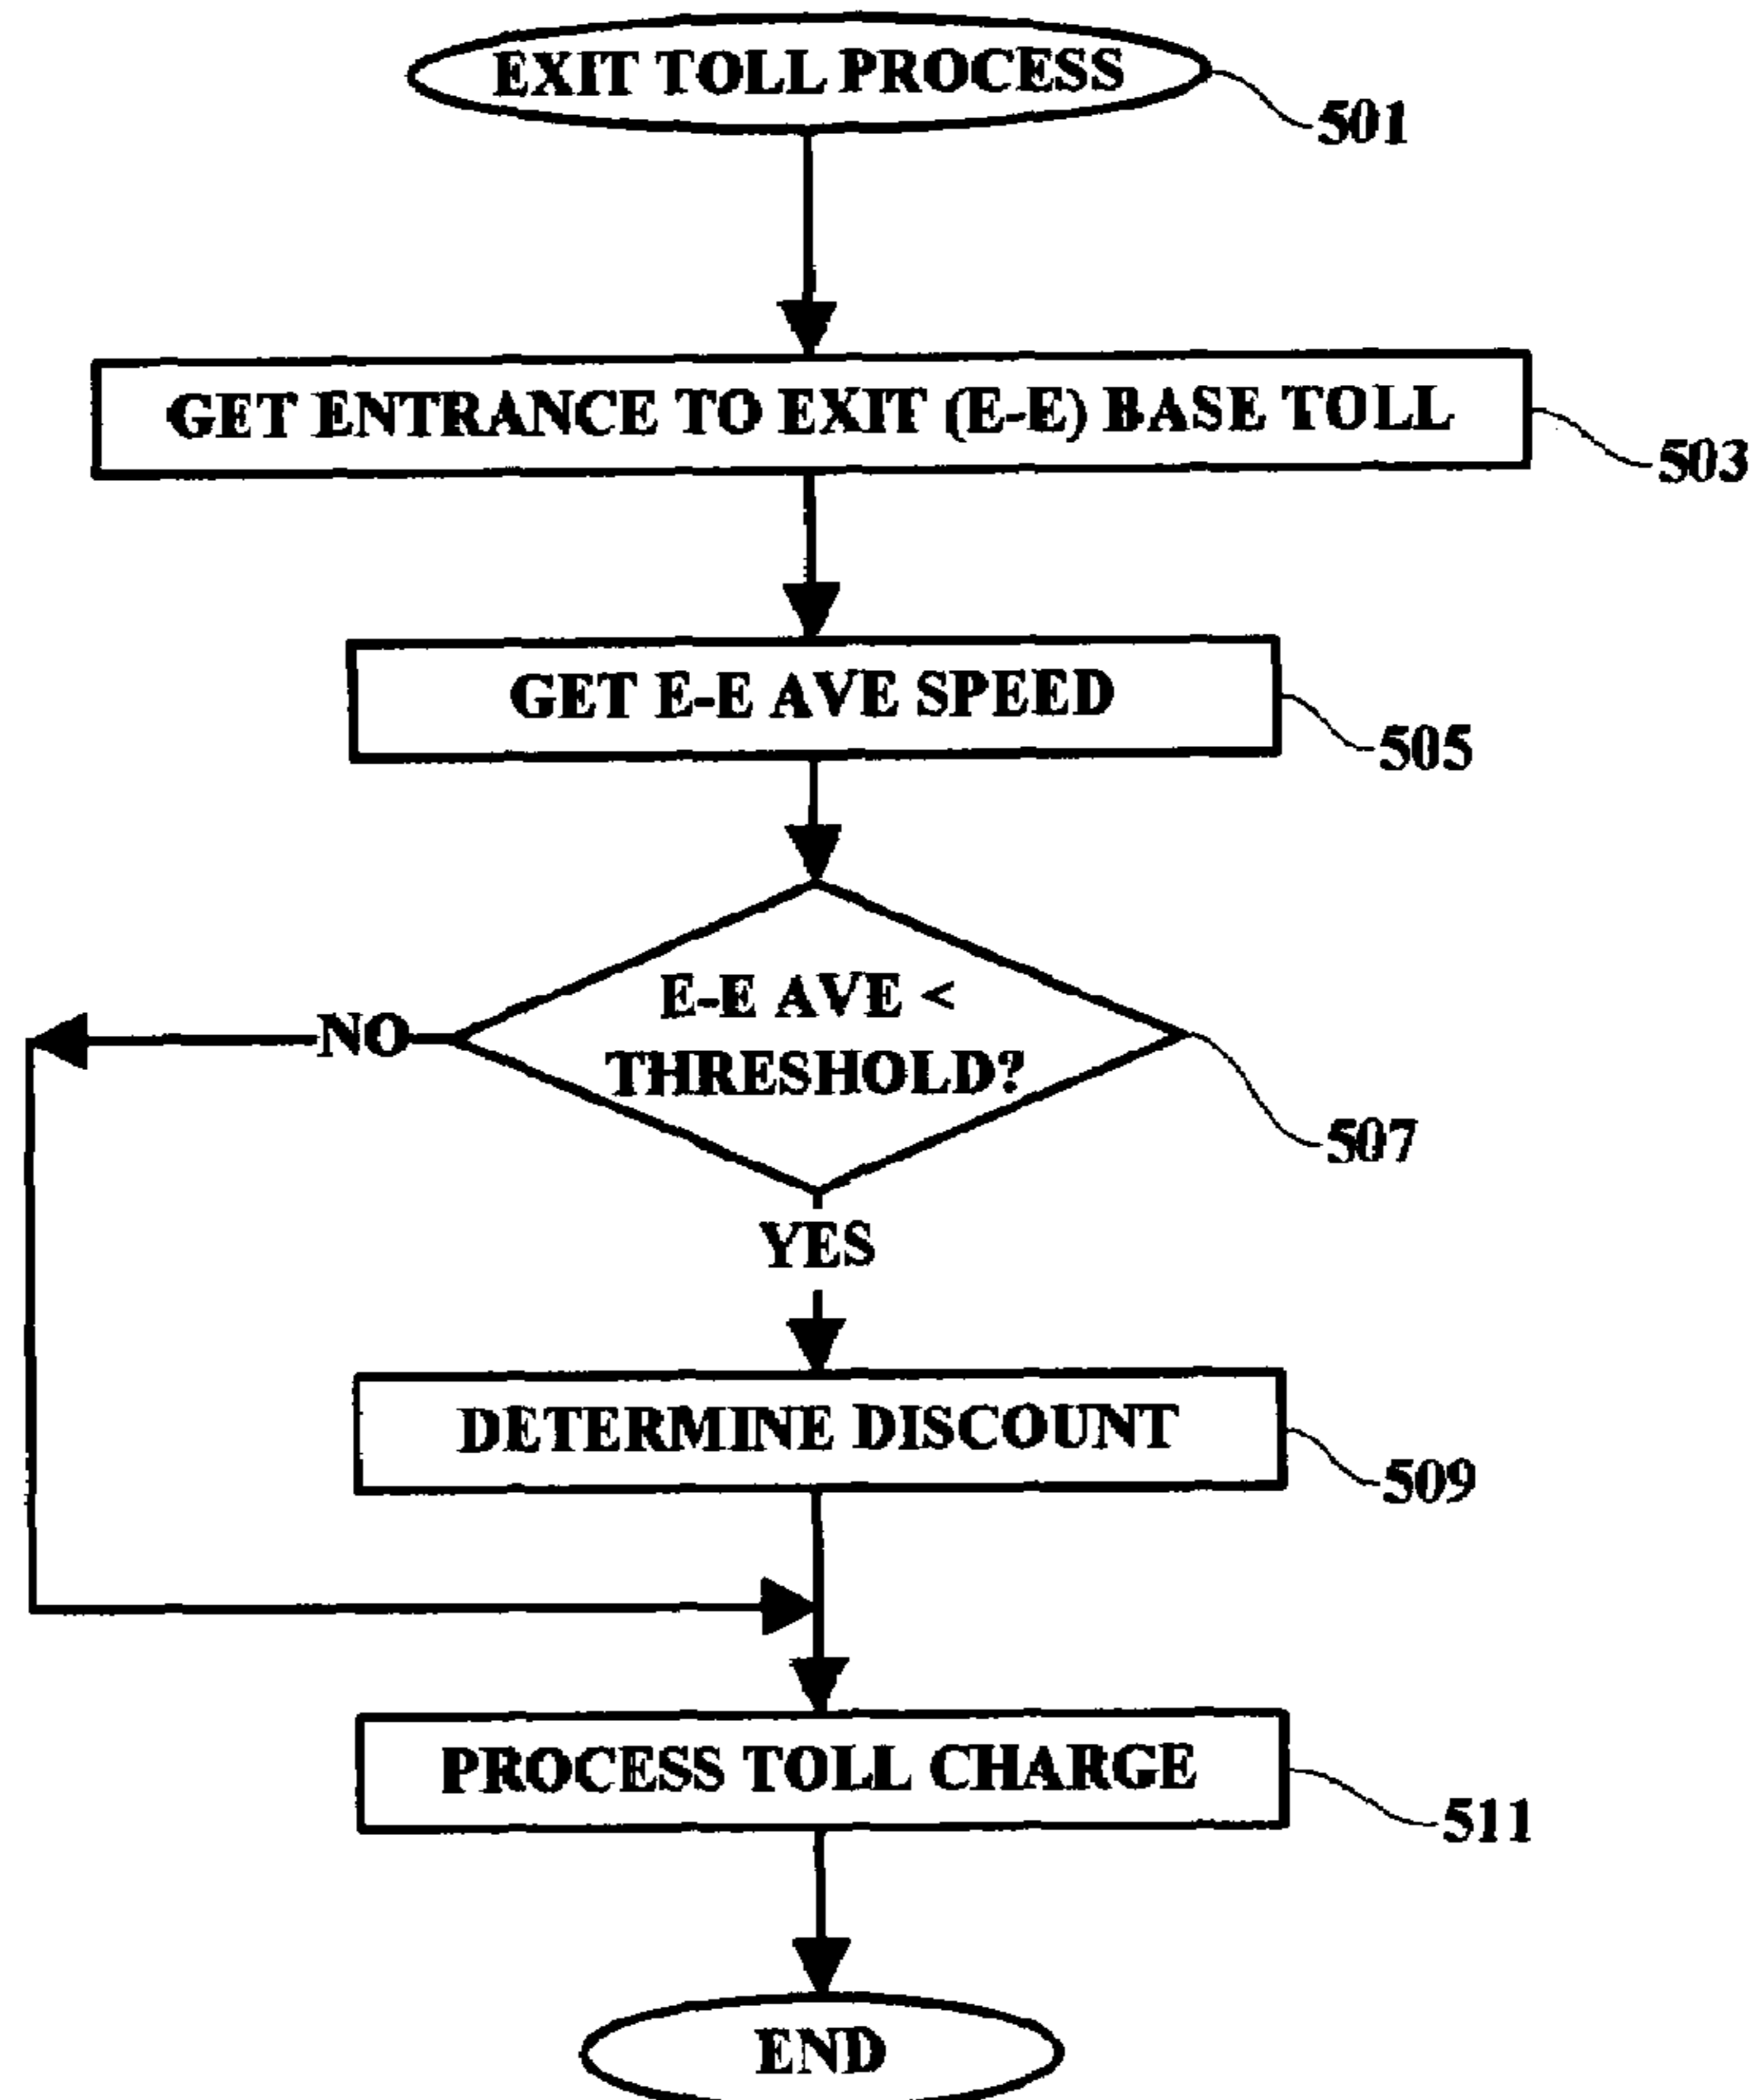 EXIT TOLL PROCESS
501
GET ENTRANCE TO EXIT (E-E) BASE TOLL
503
GET E-E AVE SPEED
505
E-E AVE <
THRESHOLD?
NO
507
YES
DETERMINE DISCOUNT
509
PROCESS TOLL CHARGE
511
END